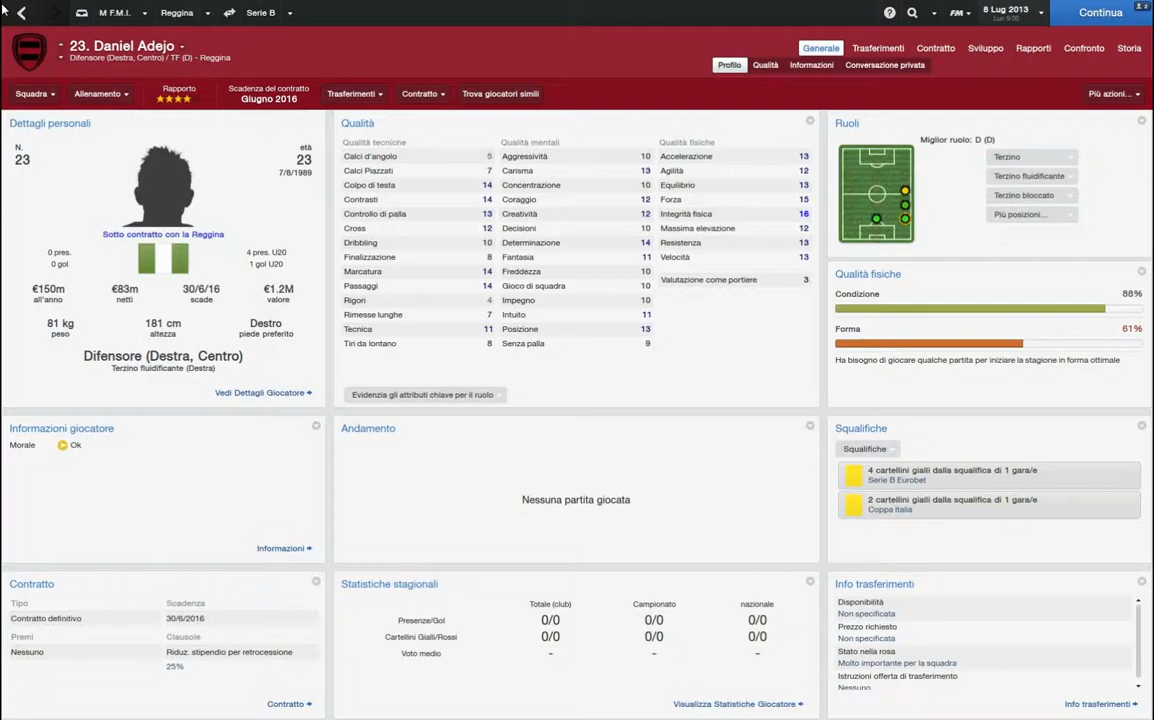 M F.M.I.
Reggina
Serie B
FM
8 Lug 2013
Lun 9:00
Continua
2
23. Daniel Adejo
Difensore (Destra, Centro) / TF (D) - Reggina
Generale Trasferimenti Contratto Sviluppo Rapporti Confronto Storia
Profilo Qualità Informazioni Conversazione privata
Squadra
Allenamento
Rapporto
Scadenza del contratto
Giugno 2016
Trasferimenti
Contratto
Trova giocatori simili
Più azioni...
Dettagli personali
N.
23
età
23
7/8/1989
Sotto contratto con la Reggina
0 pres.
0 gol
4 pres. U20
1 gol U20
€150m
all'anno
€83m
netti
30/6/16
scade
€1.2M
valore
81 kg
peso
181 cm
altezza
Destro
piede preferito
Difensore (Destra, Centro)
Terzino fluidificante (Destra)
Vedi Dettagli Giocatore
Qualità
Qualità tecniche Qualità mentali Qualità fisiche
Calci d'angolo 5 Aggressività 10 Accelerazione 13
Calci Piazzati 7 Carisma 13 Agilità 12
Colpo di testa 14 Concentrazione 10 Equilibrio 13
Contrasti 14 Coraggio 12 Forza 15
Controllo di palla 13 Creatività 12 Integrità fisica 16
Cross 12 Decisioni 10 Massima elevazione 12
Dribbling 10 Determinazione 14 Resistenza 13
Finalizzazione 8 Fantasia 11 Velocità 13
Marcatura 14 Freddezza 10
Passaggi 14 Gioco di squadra 10 Valutazione come portiere 3
Rigori 4 Impegno 10
Rimesse lunghe 7 Intuito 11
Tecnica 11 Posizione 13
Tiri da lontano 8 Senza palla 9
Evidenzia gli attributi chiave per il ruolo
Ruoli
Miglior ruolo: D (D)
Terzino
Terzino fluidificante
Terzino bloccato
Più posizioni...
Qualità fisiche
Condizione 88%
Forma 61%
Ha bisogno di giocare qualche partita per iniziare la stagione in forma ottimale
Informazioni giocatore
Morale Ok
Informazioni
Andamento
Nessuna partita giocata
Squalifiche
Squalifiche
4 cartellini gialli dalla squalifica di 1 gara/e
Serie B Eurobet
2 cartellini gialli dalla squalifica di 1 gara/e
Coppa Italia
Contratto
Tipo Scadenza
Contratto definitivo 30/6/2016
Premi Clausole
Nessuno Riduz. stipendio per retrocessione
25%
Contratto
Statistiche stagionali
Totale (club) Campionato nazionale
Presenze/Gol 0/0 0/0 0/0
Cartellini Gialli/Rossi 0/0 0/0 0/0
Voto medio - - -
Visualizza Statistiche Giocatore
Info trasferimenti
Disponibilità
Non specificata
Prezzo richiesto
Non specificata
Stato nella rosa
Molto importante per la squadra
Istruzioni offerta di trasferimento
Nessuno
Info trasferimenti